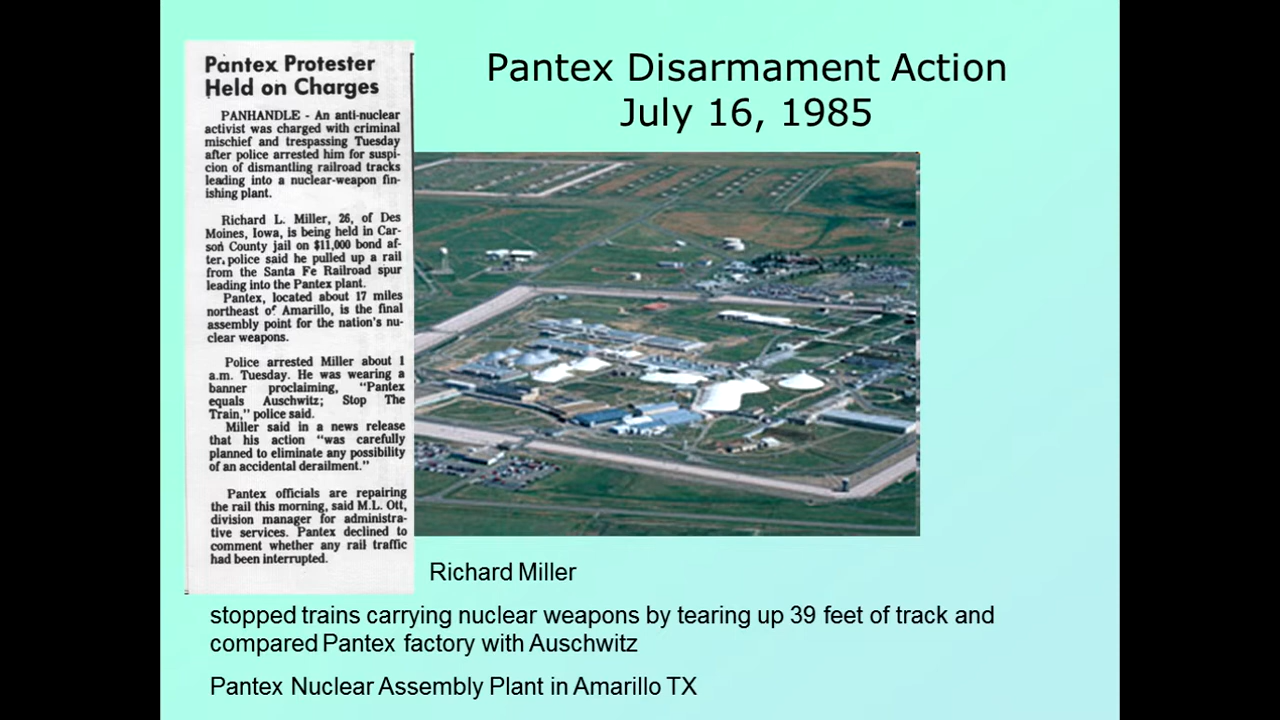 Pantex Protester
Held on Charges
PANHANDLE - An anti-nuclear
activist was charged with criminal
mischief and trespassing Tuesday
after police arrested him for suspi-
cion of dismantling railroad tracks
leading into a nuclear-weapon fin-
ishing plant.
Richard L. Miller, 26, of Des
Moines, Iowa, is being held in Car-
son County jail on $11,000 bond af-
ter police said he pulled up a rail
from the Santa Fe Railroad spur
leading into the Pantex plant.
Pantex, located about 17 miles
northeast of Amarillo, is the final
assembly point for the nation's nu-
clear weapons.
Police arrested Miller about 1
a.m. Tuesday. He was wearing a
banner proclaiming, "Pantex
equals Auschwitz; Stop The
Train," police said.
Miller said in a news release
that his action "was carefully
planned to eliminate any possibility
of an accidental derailment."
Pantex officials are repairing
the rail this morning, said M.L. Ott,
division manager for administra-
tive services. Pantex declined to
comment whether any rail traffic
had been interrupted.
Pantex Disarmament Action
July 16, 1985
Richard Miller
stopped trains carrying nuclear weapons by tearing up 39 feet of track and
compared Pantex factory with Auschwitz
Pantex Nuclear Assembly Plant in Amarillo TX